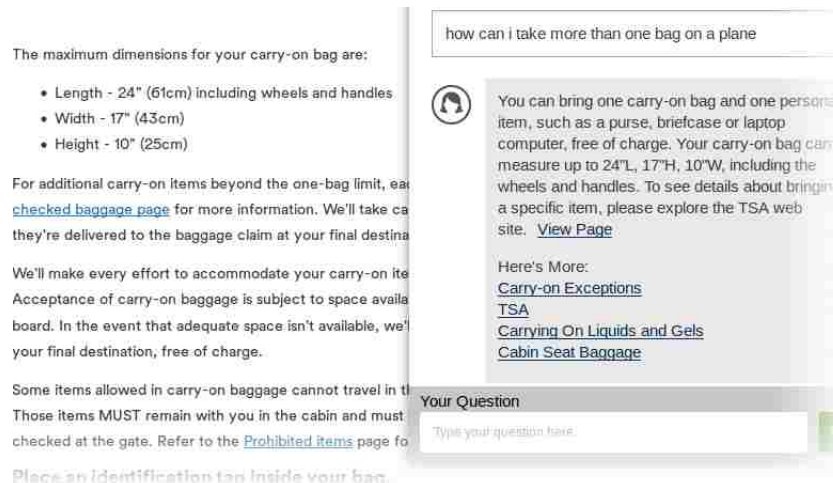 The maximum dimensions for your carry-on bag are:
• Length - 24" (61cm) including wheels and handles
• Width - 17" (43cm)
• Height - 10" (25cm)
For additional carry-on items beyond the one-bag limit,
checked baggage page for more information. We'll take
they're delivered to the baggage claim at your final
We'll make every effort to accommodate your carry-on
Acceptance of carry-on baggage is subject to space
board. In the event that adequate space isn't available,
your final destination, free of charge.
Some items allowed in carry-on baggage cannot travel in
Those items MUST remain with you in the cabin and must
checked at the gate. Refer to the Prohibited items page
Place an identification tag inside your bag.
how can i take more than one bag on a plane
You can bring one carry-on bag and one
item, such as a purse, briefcase or laptop
computer, free of charge. Your carry-on bag can
measure up to 24"L, 17"H, 10"W, including the
wheels and handles. To see details about
a specific item, please explore the TSA web
site. View Page
Here's More:
Carry-on Exceptions
TSA
Carrying On Liquids and Gels
Cabin Seat Baggage
Your Question
Type your question here.